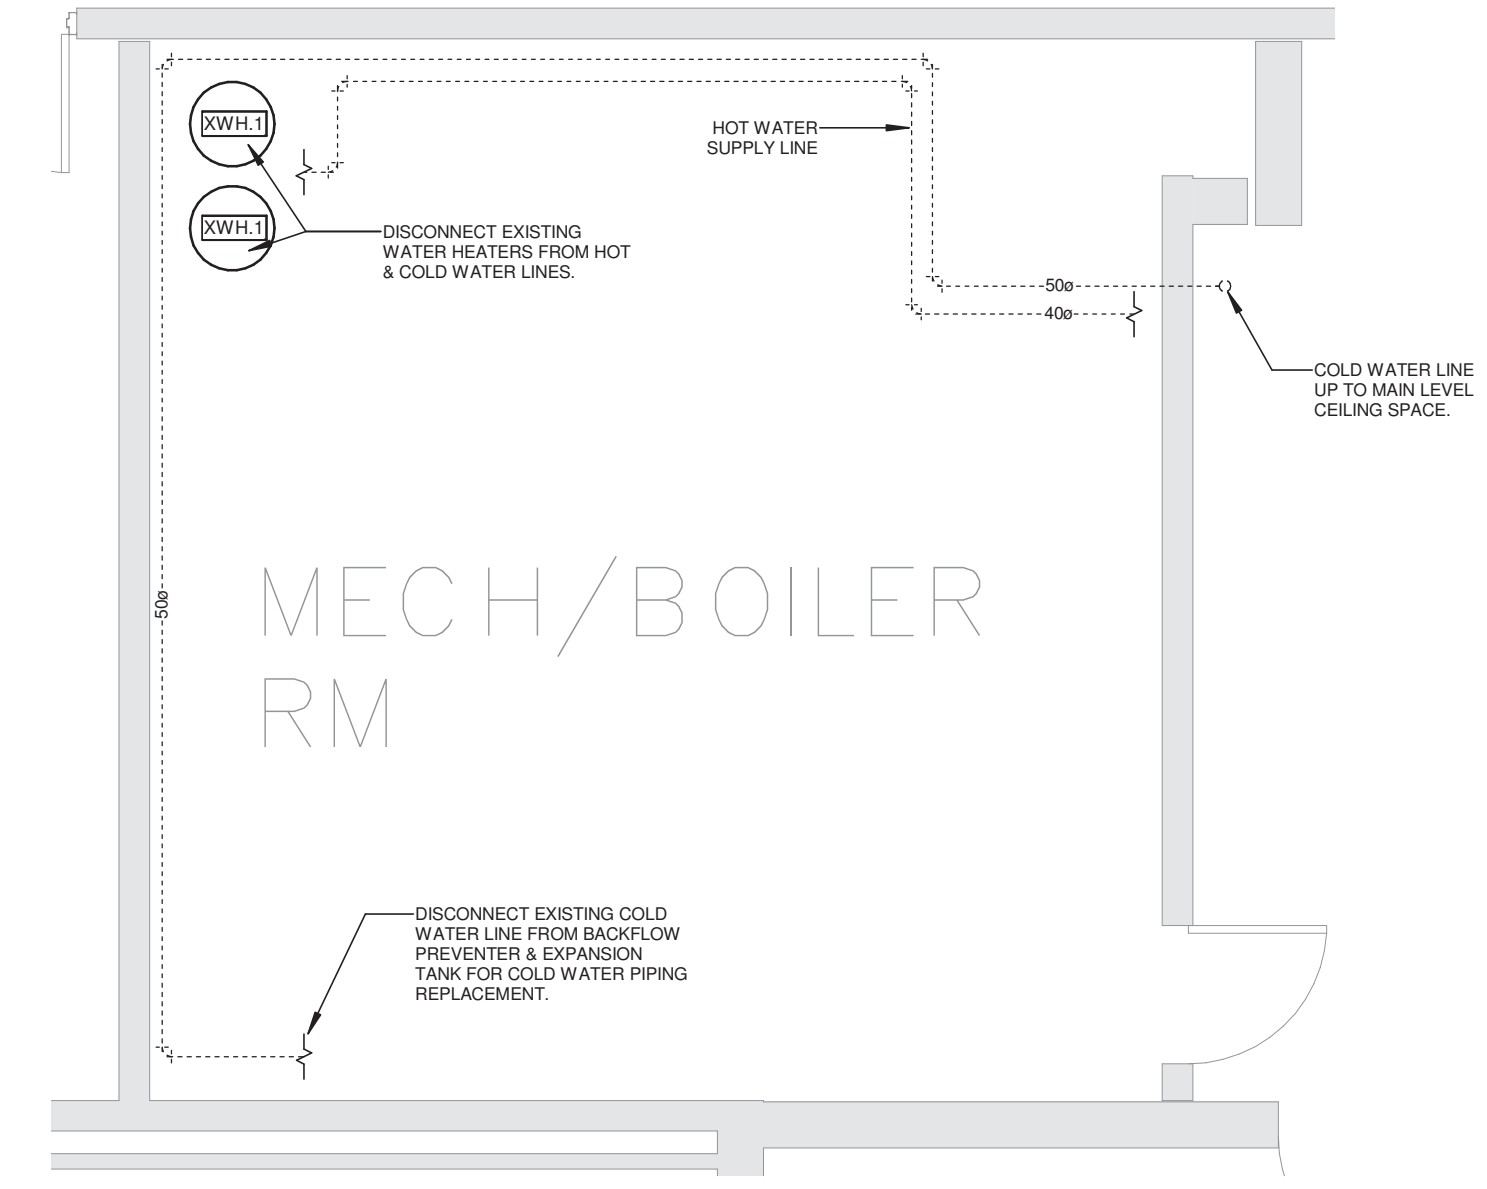 XWH.1
HOT WATER
SUPPLY LINE
XWH.1
DISCONNECT EXISTING
WATER HEATERS FROM HOT
& COLD WATER LINES.
50ø
40ø
COLD WATER LINE
UP TO MAIN LEVEL
CEILING SPACE.
50ø
MECH/BOILER
RM
DISCONNECT EXISTING COLD
WATER LINE FROM BACKFLOW
PREVENTER & EXPANSION
TANK FOR COLD WATER PIPING
REPLACEMENT.